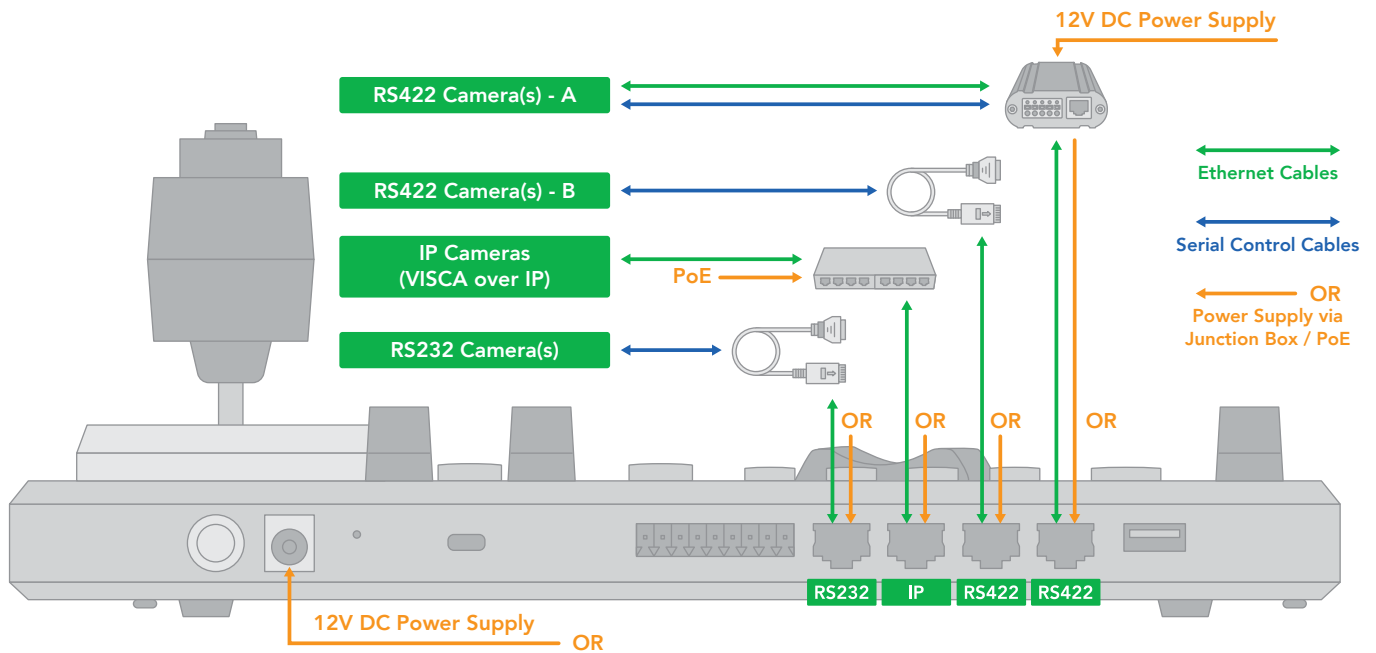 12V DC Power Supply
RS422 Camera(s) - A
RS422 Camera(s) - B
IP Cameras
(VISCA over IP)
PoE
RS232 Camera(s)
Ethernet Cables
Serial Control Cables
OR
Power Supply via
Junction Box / PoE
OR
OR
OR
OR
RS232
IP
RS422
RS422
12V DC Power Supply
OR